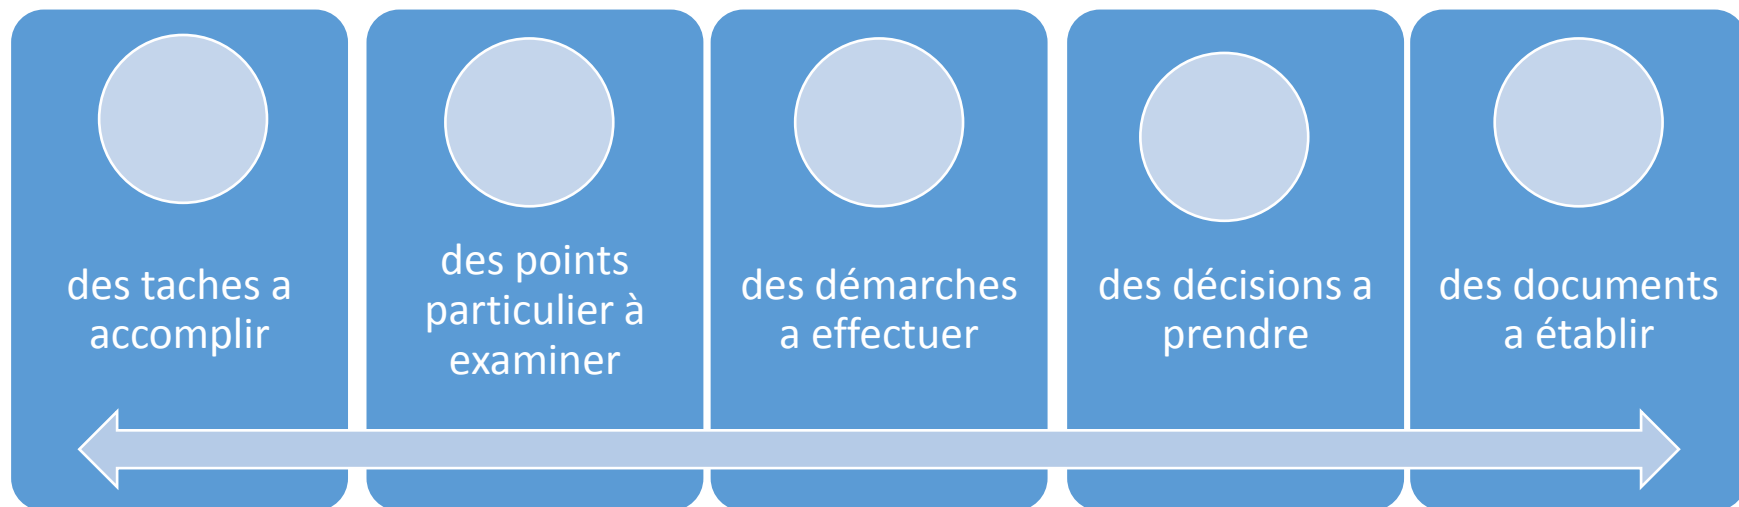 des taches a
accomplir
des points
particulier à
examiner
des démarches
a effectuer
des décisions a
prendre
des documents
a établir